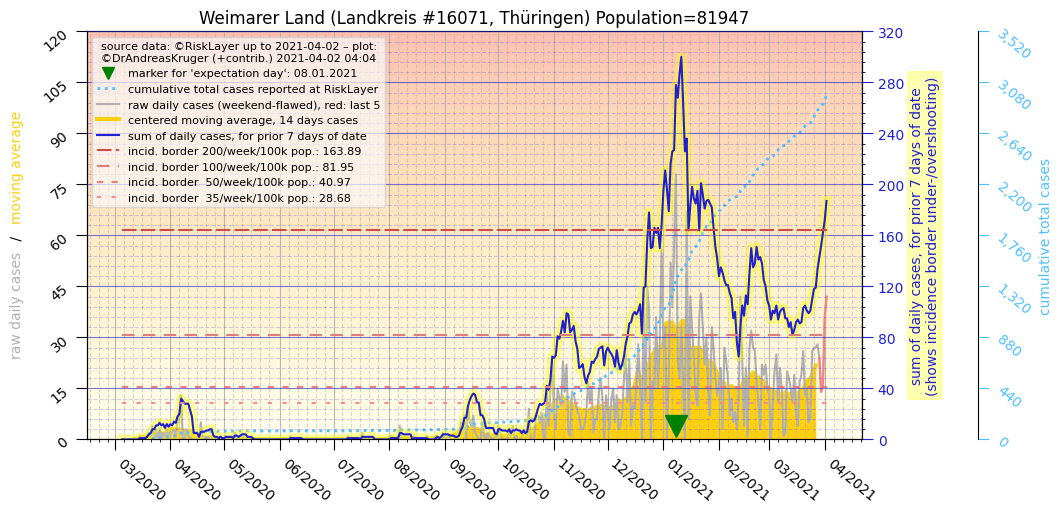 Weimarer Land (Landkreis #16071, Thüringen) Population=81947
source data: ©RiskLayer up to 2021-04-02 – plot:
©DrAndreasKruger (+contrib.) 2021-04-02 04:04
marker for 'expectation day': 08.01.2021
cumulative total cases reported at RiskLayer
raw daily cases (weekend-flawed), red: last 5
centered moving average, 14 days cases
sum of daily cases, for prior 7 days of date
incid. border 200/week/100k pop.: 163.89
incid. border 100/week/100k pop.: 81.95
incid. border  50/week/100k pop.: 40.97
incid. border  35/week/100k pop.: 28.68
raw daily cases / moving average
120
105
90
75
60
45
30
15
0
03/2020
04/2020
05/2020
06/2020
07/2020
08/2020
09/2020
10/2020
11/2020
12/2020
01/2021
02/2021
03/2021
04/2021
320
280
240
200
160
120
80
40
0
sum of daily cases, for prior 7 days of date
(shows incidence border under-/overshooting)
3,520
3,080
2,640
2,200
1,760
1,320
880
440
0
cumulative total cases